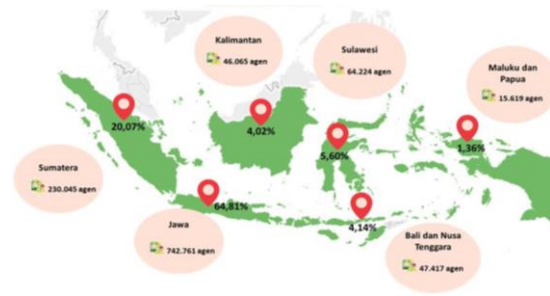 Kalimantan
46.065 agen
Sulawesi
64.224 agen
Maluku dan
Papua
15.619 agen
20,07%
4,02%
5,60%
1,36%
Sumatera
230.045 agen
64,81%
Jawa
742.761 agen
4,14%
Bali dan Nusa
Tenggara
47.417 agen